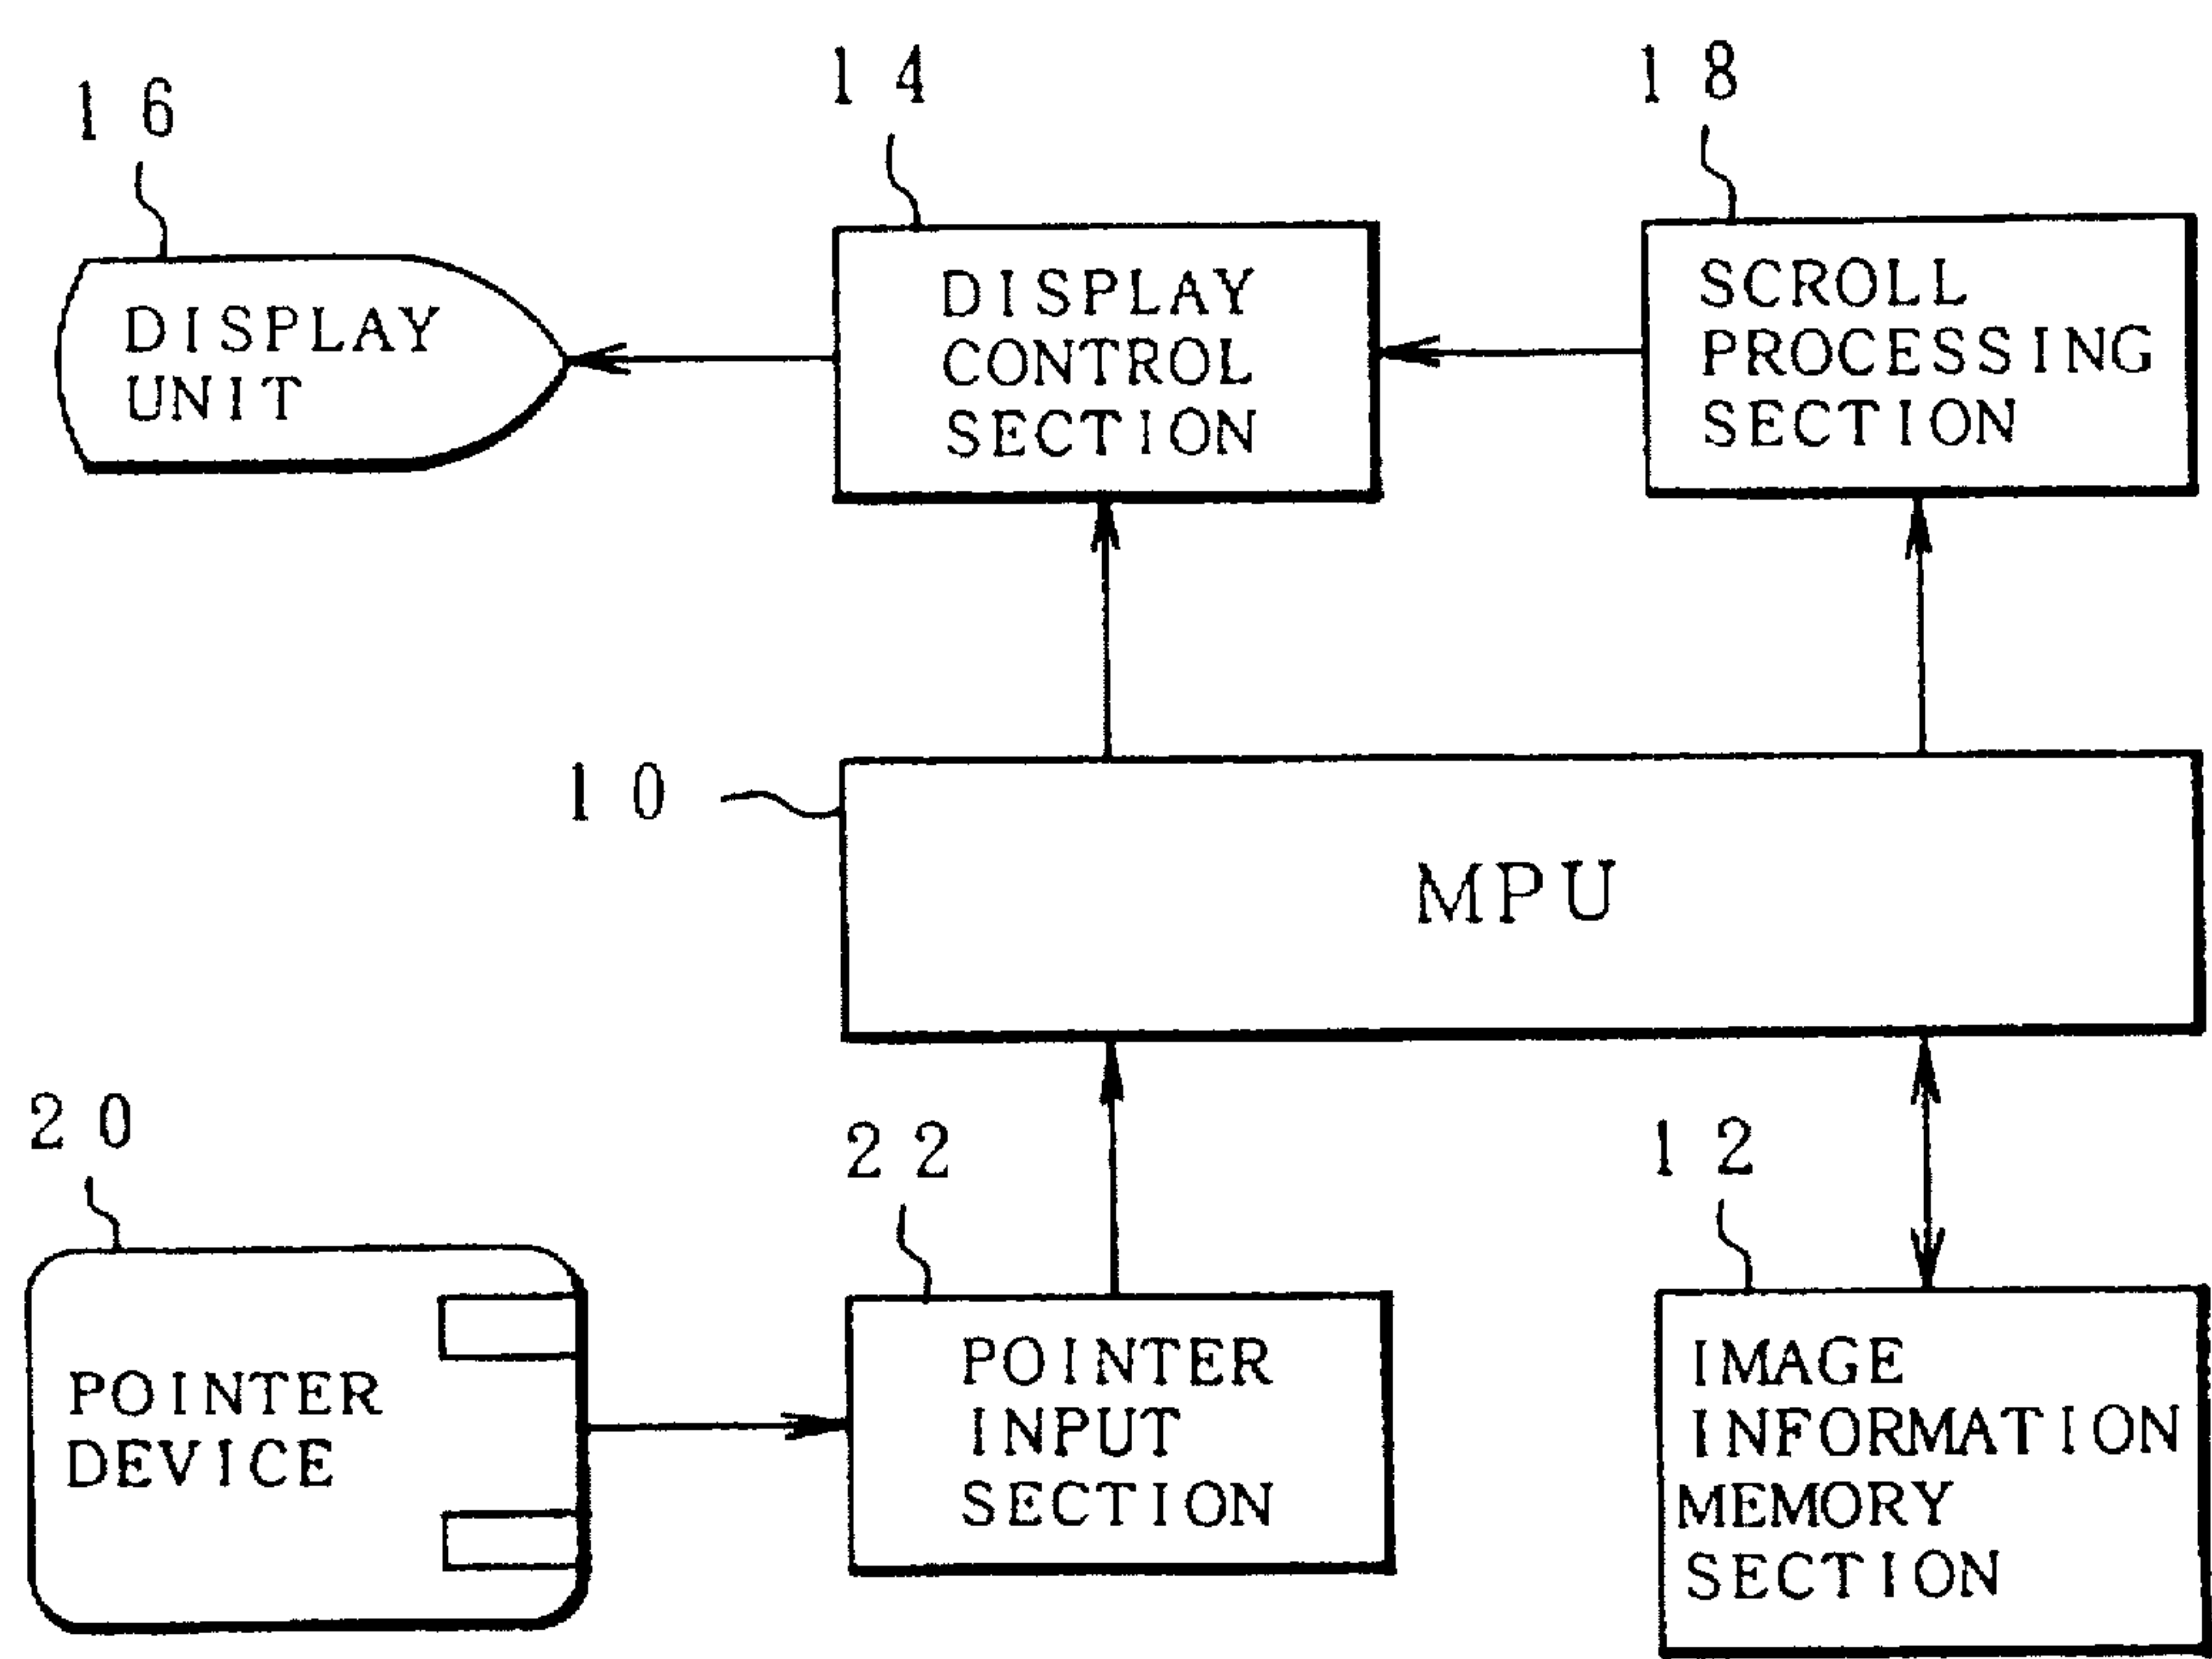 16
14
18
DISPLAY
UNIT
DISPLAY
CONTROL
SECTION
SCROLL
PROCESSING
SECTION
10
MPU
20
22
12
POINTER
DEVICE
POINTER
INPUT
SECTION
IMAGE
INFORMATION
MEMORY
SECTION